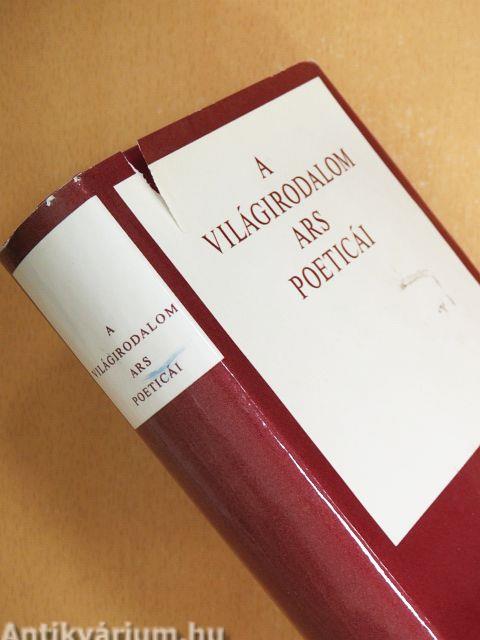 A
VILÁGIRODALOM
ARS
POETICÁI
A
VILÁGIRODALOM
ARS
POETICÁI
Antikvárium.hu